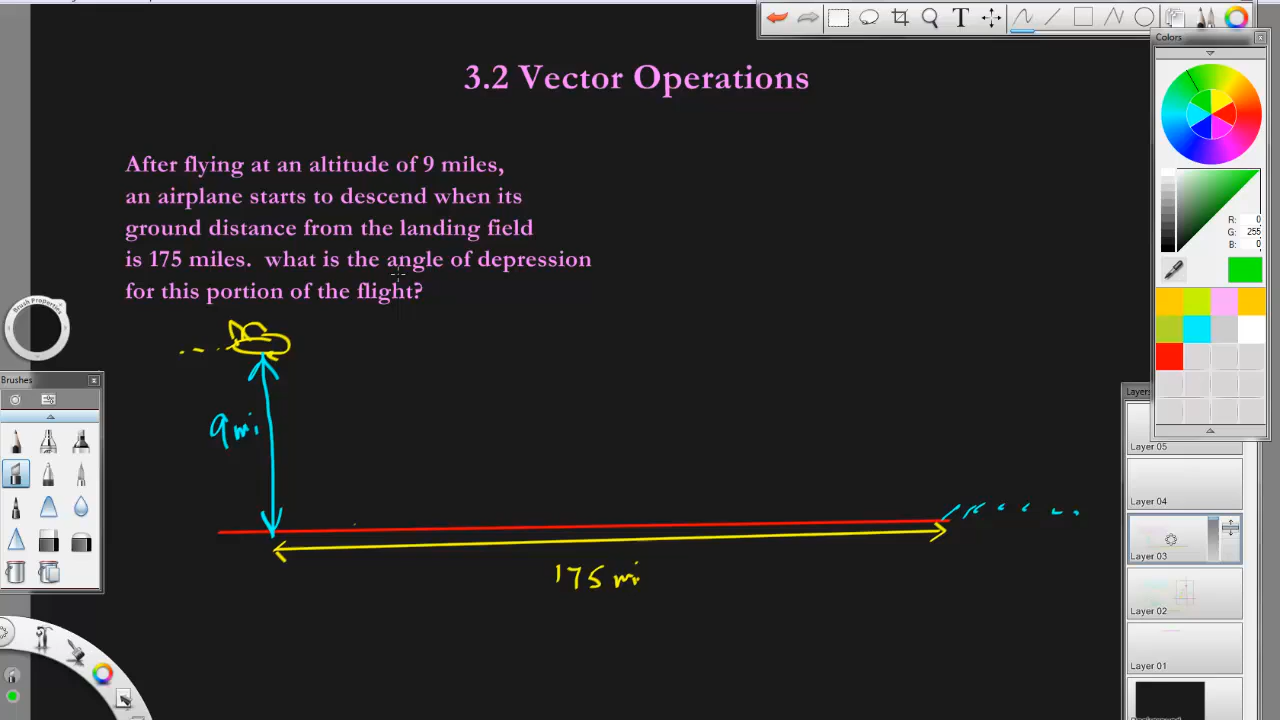 3.2 Vector Operations
Colors
After flying at an altitude of 9 miles,
an airplane starts to descend when its
ground distance from the landing field
is 175 miles. what is the angle of depression
for this portion of the flight?
R: 0
G: 255
B: 0
Brushes
9 mi
175 mi
Layers
Layer 05
Layer 04
Layer 03
Layer 02
Layer 01